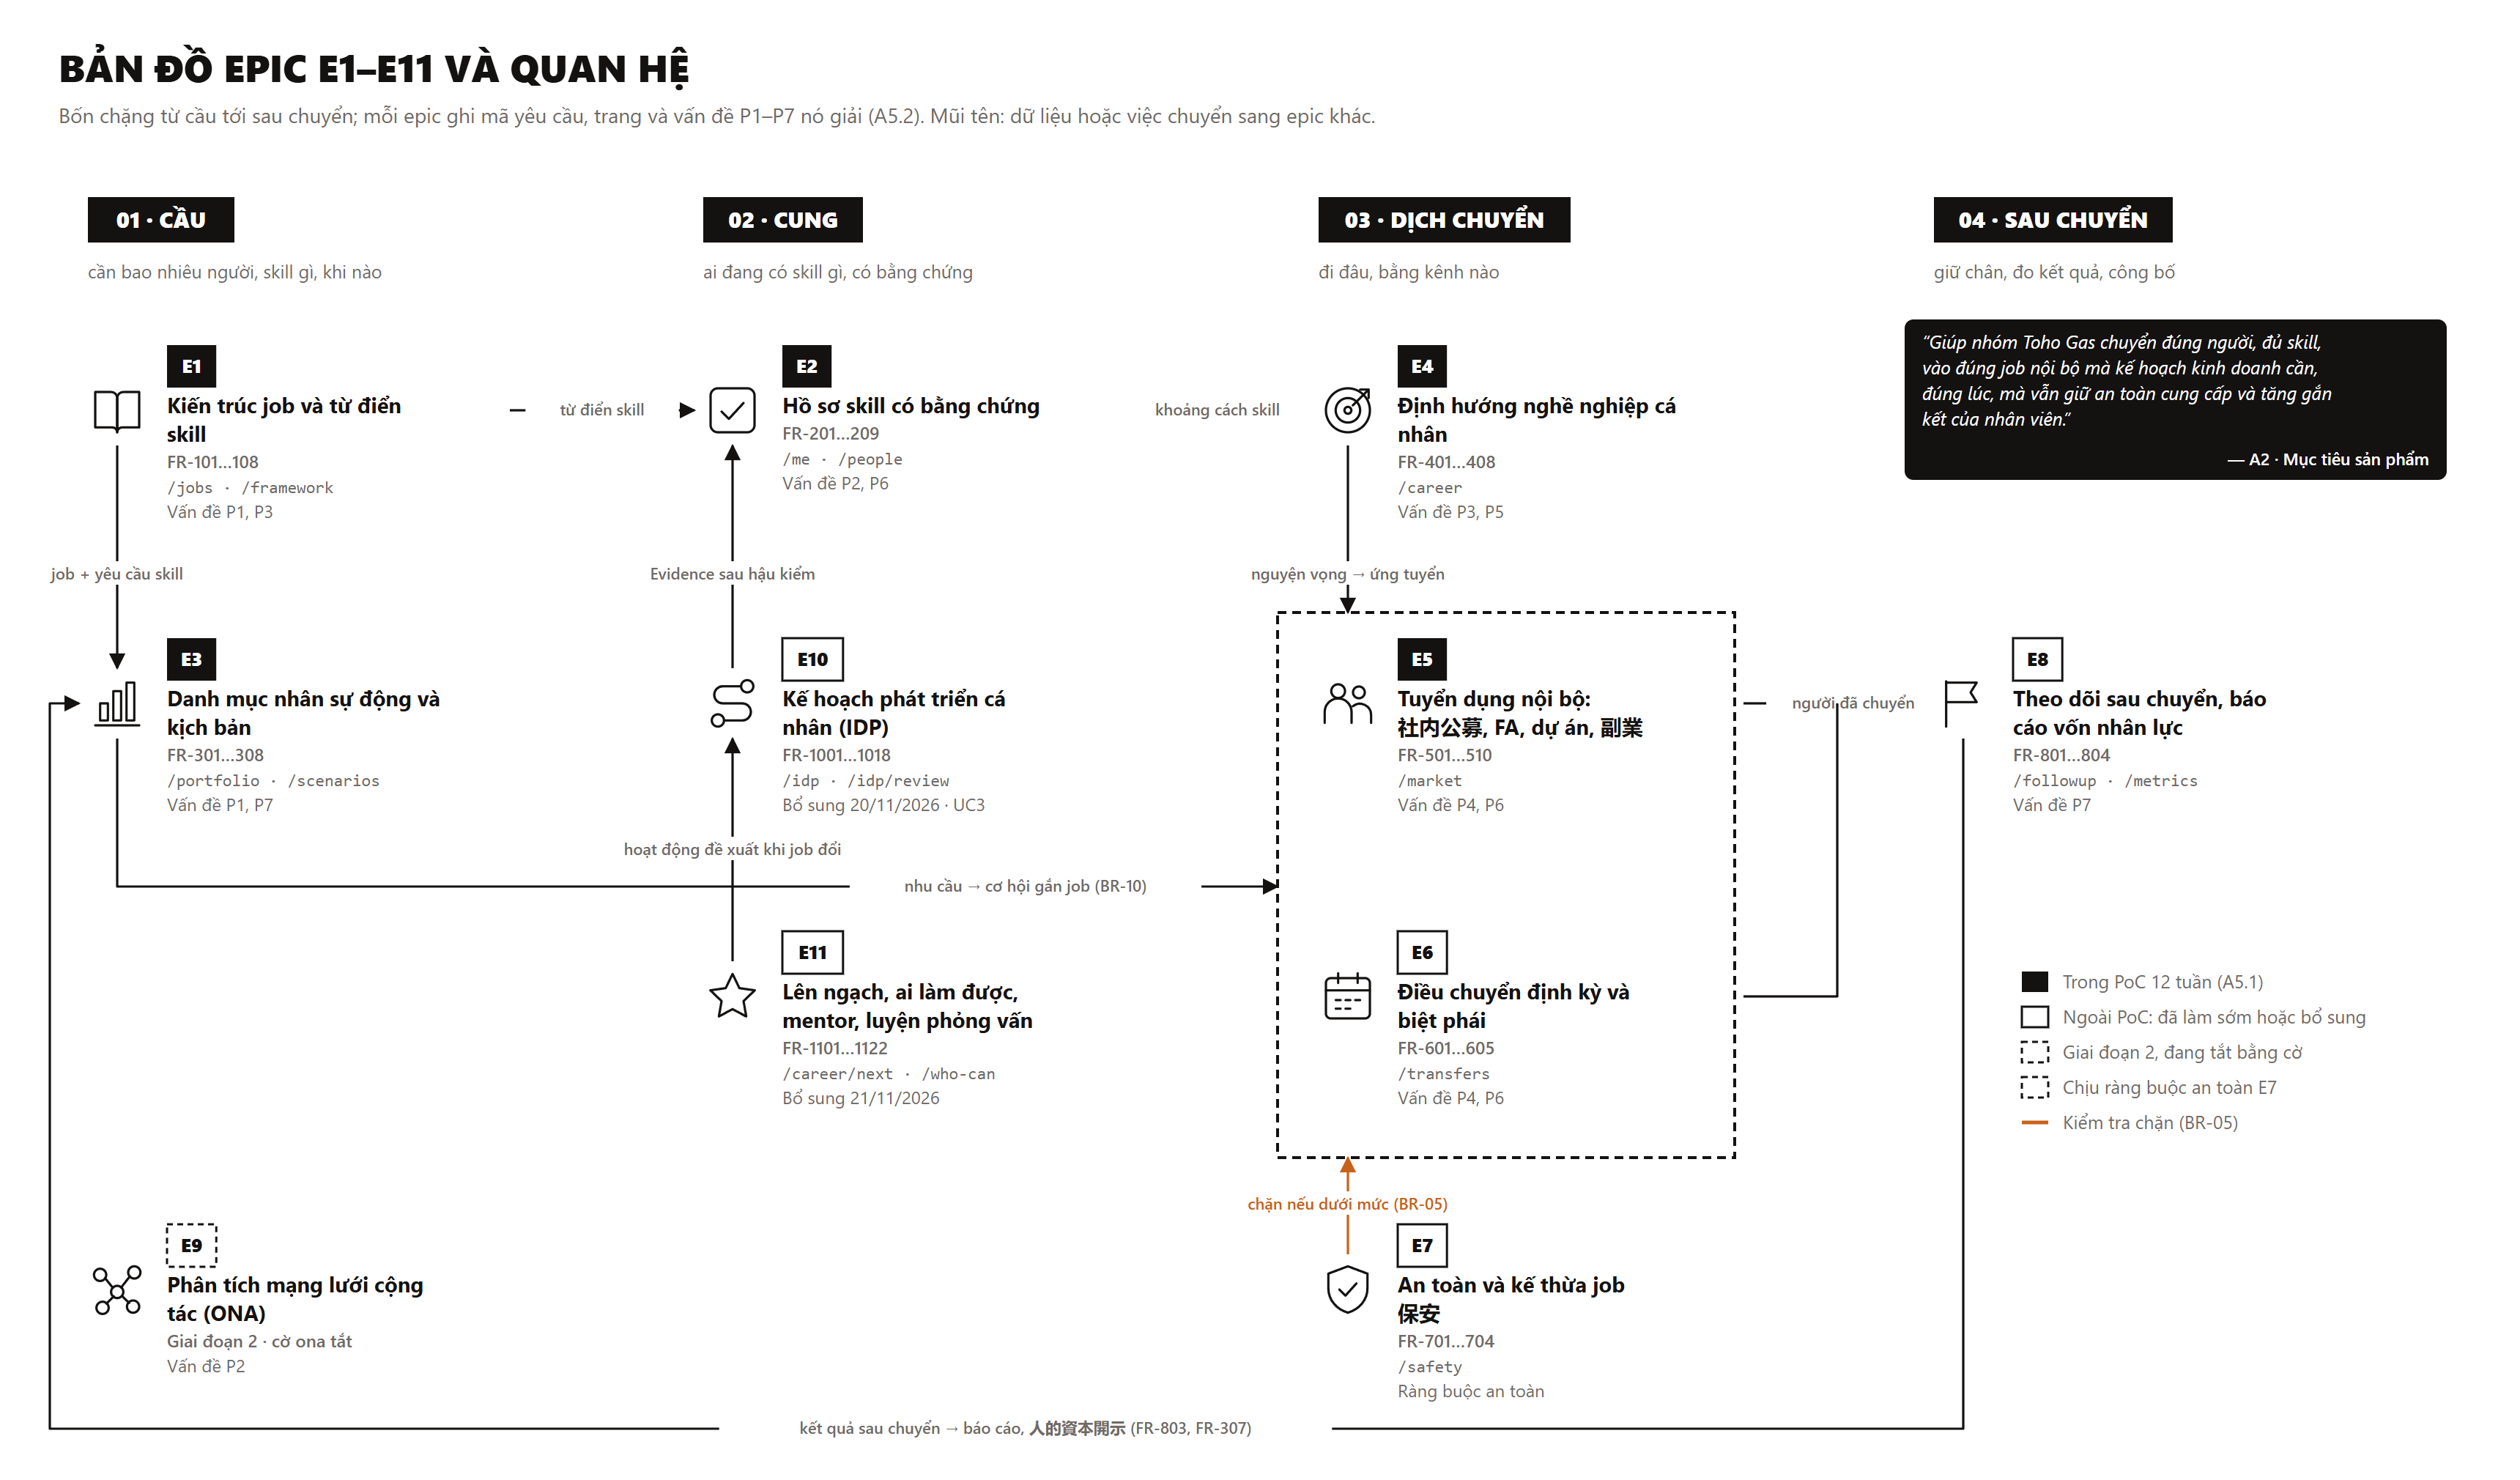 BẢN ĐỒ EPIC E1–E11 VÀ QUAN HỆ
Bốn chặng từ cầu tới sau chuyển; mỗi epic ghi mã yêu cầu, trang và vấn đề P1–P7 nó giải (A5.2). Mũi tên: dữ liệu hoặc việc chuyển sang epic khác.
01 · CẦU
cần bao nhiêu người, skill gì, khi nào
02 · CUNG
ai đang có skill gì, có bằng chứng
03 · DỊCH CHUYỂN
đi đâu, bằng kênh nào
04 · SAU CHUYỂN
giữ chân, đo kết quả, công bố
“Giúp nhóm Toho Gas chuyển đúng người, đủ skill,
vào đúng job nội bộ mà kế hoạch kinh doanh cần,
đúng lúc, mà vẫn giữ an toàn cung cấp và tăng gắn
kết của nhân viên.”
— A2 · Mục tiêu sản phẩm
E1
Kiến trúc job và từ điển
skill
FR-101…108
/jobs · /framework
Vấn đề P1, P3
từ điển skill
E2
Hồ sơ skill có bằng chứng
FR-201…209
/me · /people
Vấn đề P2, P6
khoảng cách skill
E4
Định hướng nghề nghiệp cá
nhân
FR-401…408
/career
Vấn đề P3, P5
job + yêu cầu skill
Evidence sau hậu kiểm
nguyện vọng → ứng tuyển
E3
Danh mục nhân sự động và
kịch bản
FR-301…308
/portfolio · /scenarios
Vấn đề P1, P7
E10
Kế hoạch phát triển cá
nhân (IDP)
FR-1001…1018
/idp · /idp/review
Bổ sung 20/11/2026 · UC3
E5
Tuyển dụng nội bộ:
社内公募, FA, dự án, 副業
FR-501…510
/market
Vấn đề P4, P6
người đã chuyển
E8
Theo dõi sau chuyển, báo
cáo vốn nhân lực
FR-801…804
/followup · /metrics
Vấn đề P7
hoạt động đề xuất khi job đổi
nhu cầu → cơ hội gắn job (BR-10)
E11
Lên ngạch, ai làm được,
mentor, luyện phỏng vấn
FR-1101…1122
/career/next · /who-can
Bổ sung 21/11/2026
E6
Điều chuyển định kỳ và
biệt phái
FR-601…605
/transfers
Vấn đề P4, P6
Trong PoC 12 tuần (A5.1)
Ngoài PoC: đã làm sớm hoặc bổ sung
Giai đoạn 2, đang tắt bằng cờ
Chịu ràng buộc an toàn E7
Kiểm tra chặn (BR-05)
chặn nếu dưới mức (BR-05)
E9
Phân tích mạng lưới cộng
tác (ONA)
Giai đoạn 2 · cờ ona tắt
Vấn đề P2
E7
An toàn và kế thừa job
保安
FR-701…704
/safety
Ràng buộc an toàn
kết quả sau chuyển → báo cáo, 人的資本開示 (FR-803, FR-307)